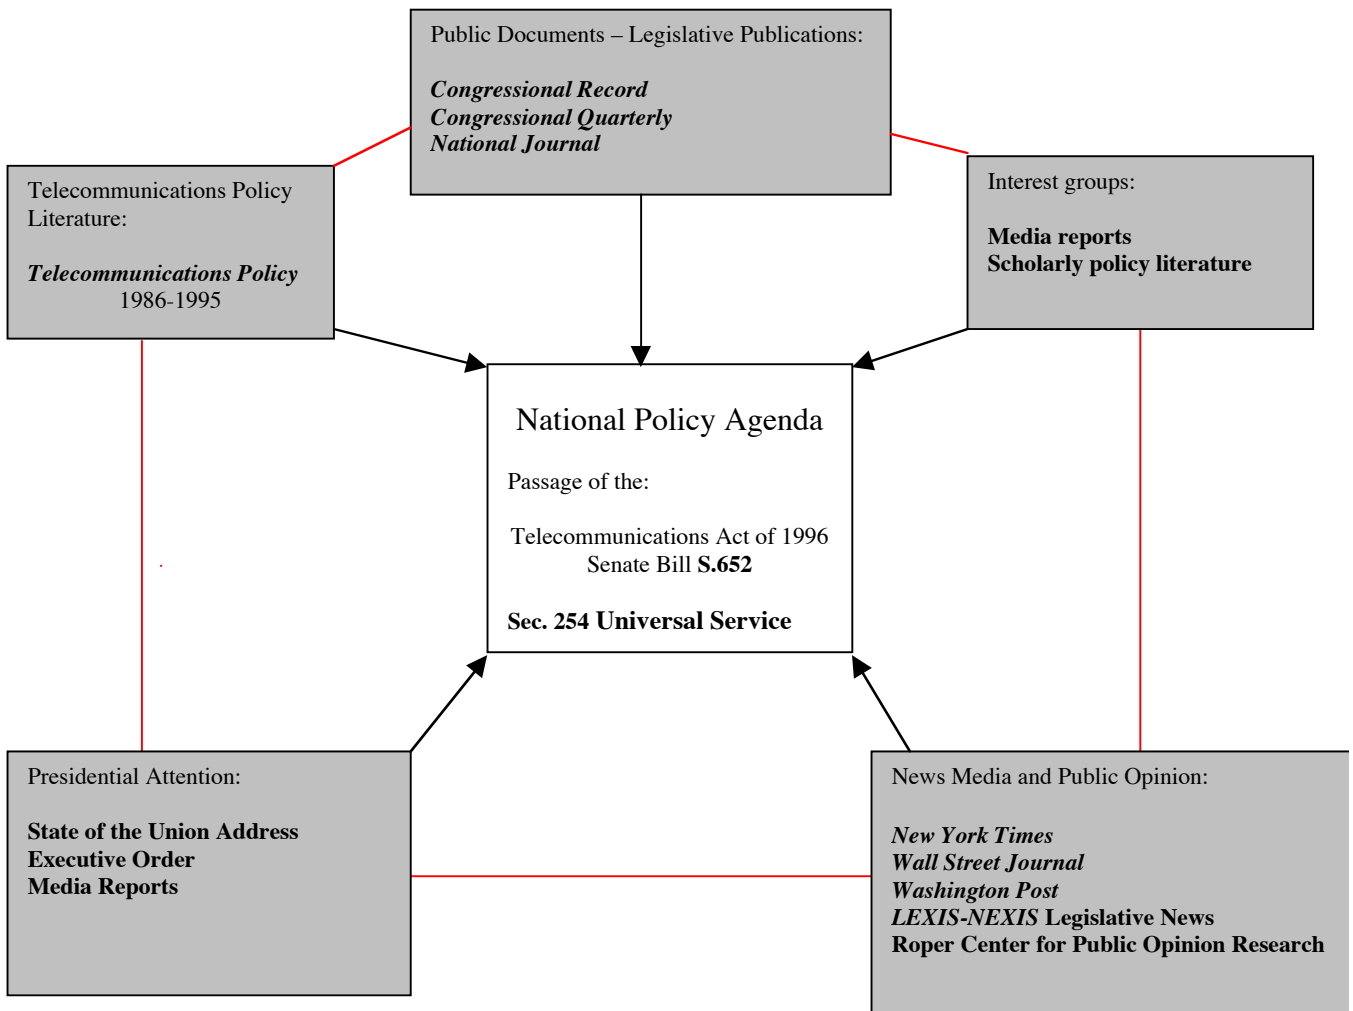 Public Documents – Legislative Publications:
Congressional Record
Congressional Quarterly
National Journal
Telecommunications Policy
Literature:
Telecommunications Policy
1986-1995
Interest groups:
Media reports
Scholarly policy literature
National Policy Agenda
Passage of the:
Telecommunications Act of 1996
Senate Bill S.652
Sec. 254 Universal Service
Presidential Attention:
State of the Union Address
Executive Order
Media Reports
News Media and Public Opinion:
New York Times
Wall Street Journal
Washington Post
LEXIS-NEXIS Legislative News
Roper Center for Public Opinion Research